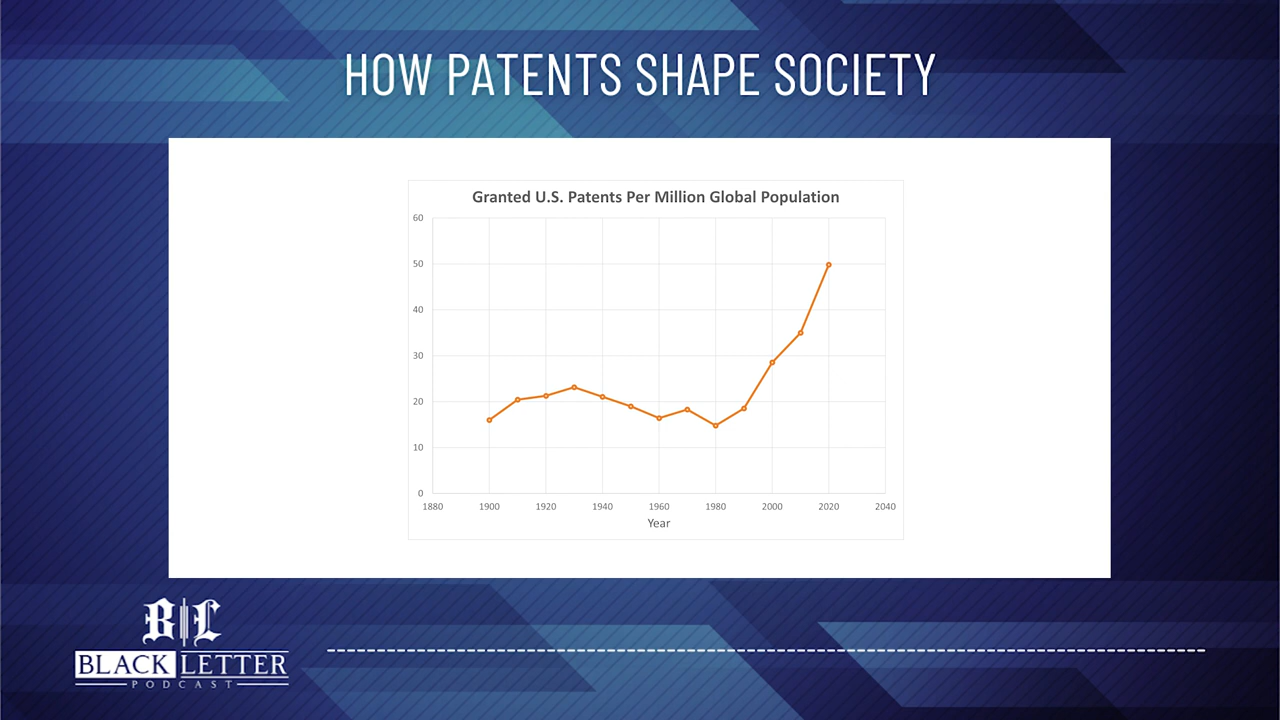 HOW PATENTS SHAPE SOCIETY
Granted U.S. Patents Per Million Global Population
60
50
40
30
20
10
0
1880 1900 1920 1940 1960 1980 2000 2020 2040
Year
B L
BLACK LETTER
PODCAST